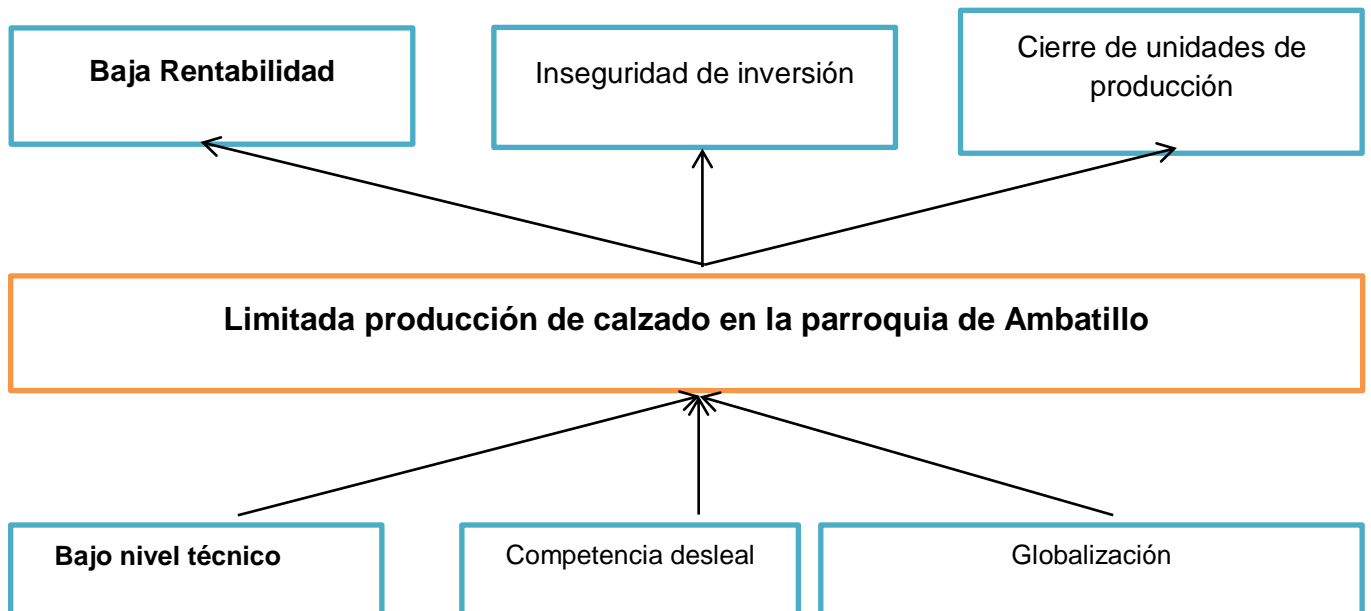 Baja Rentabilidad
Inseguridad de inversión
Cierre de unidades de
producción
Limitada producción de calzado en la parroquia de Ambatillo
Bajo nivel técnico
Competencia desleal
Globalización